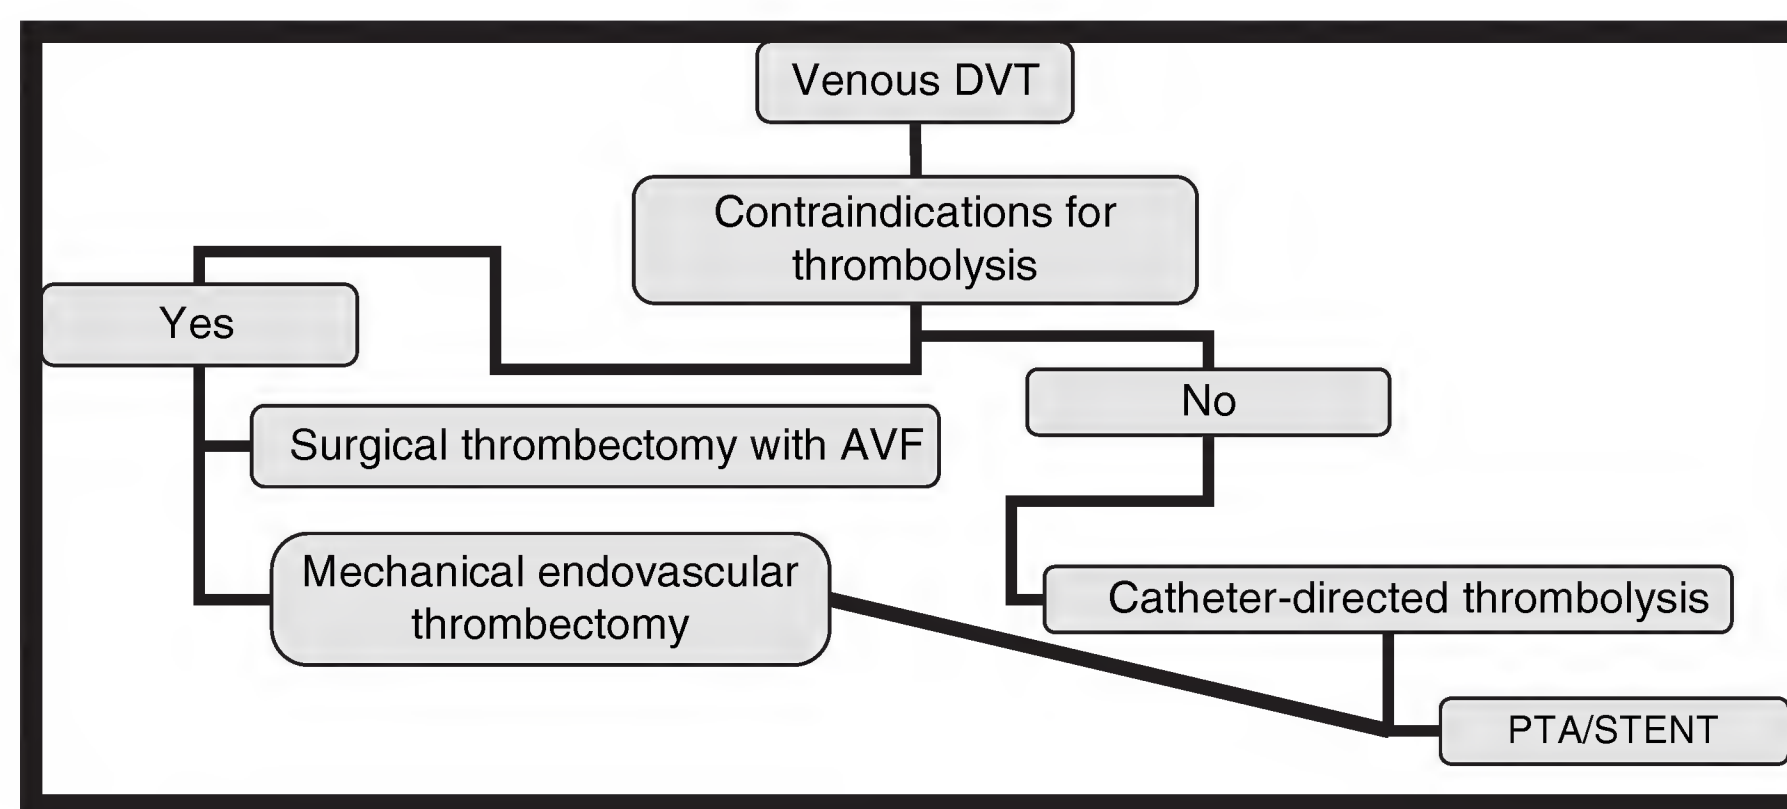 Venous DVT
Contraindications for
thrombolysis
Yes
No
Surgical thrombectomy with AVF
Mechanical endovascular
thrombectomy
Catheter-directed thrombolysis
PTA/STENT